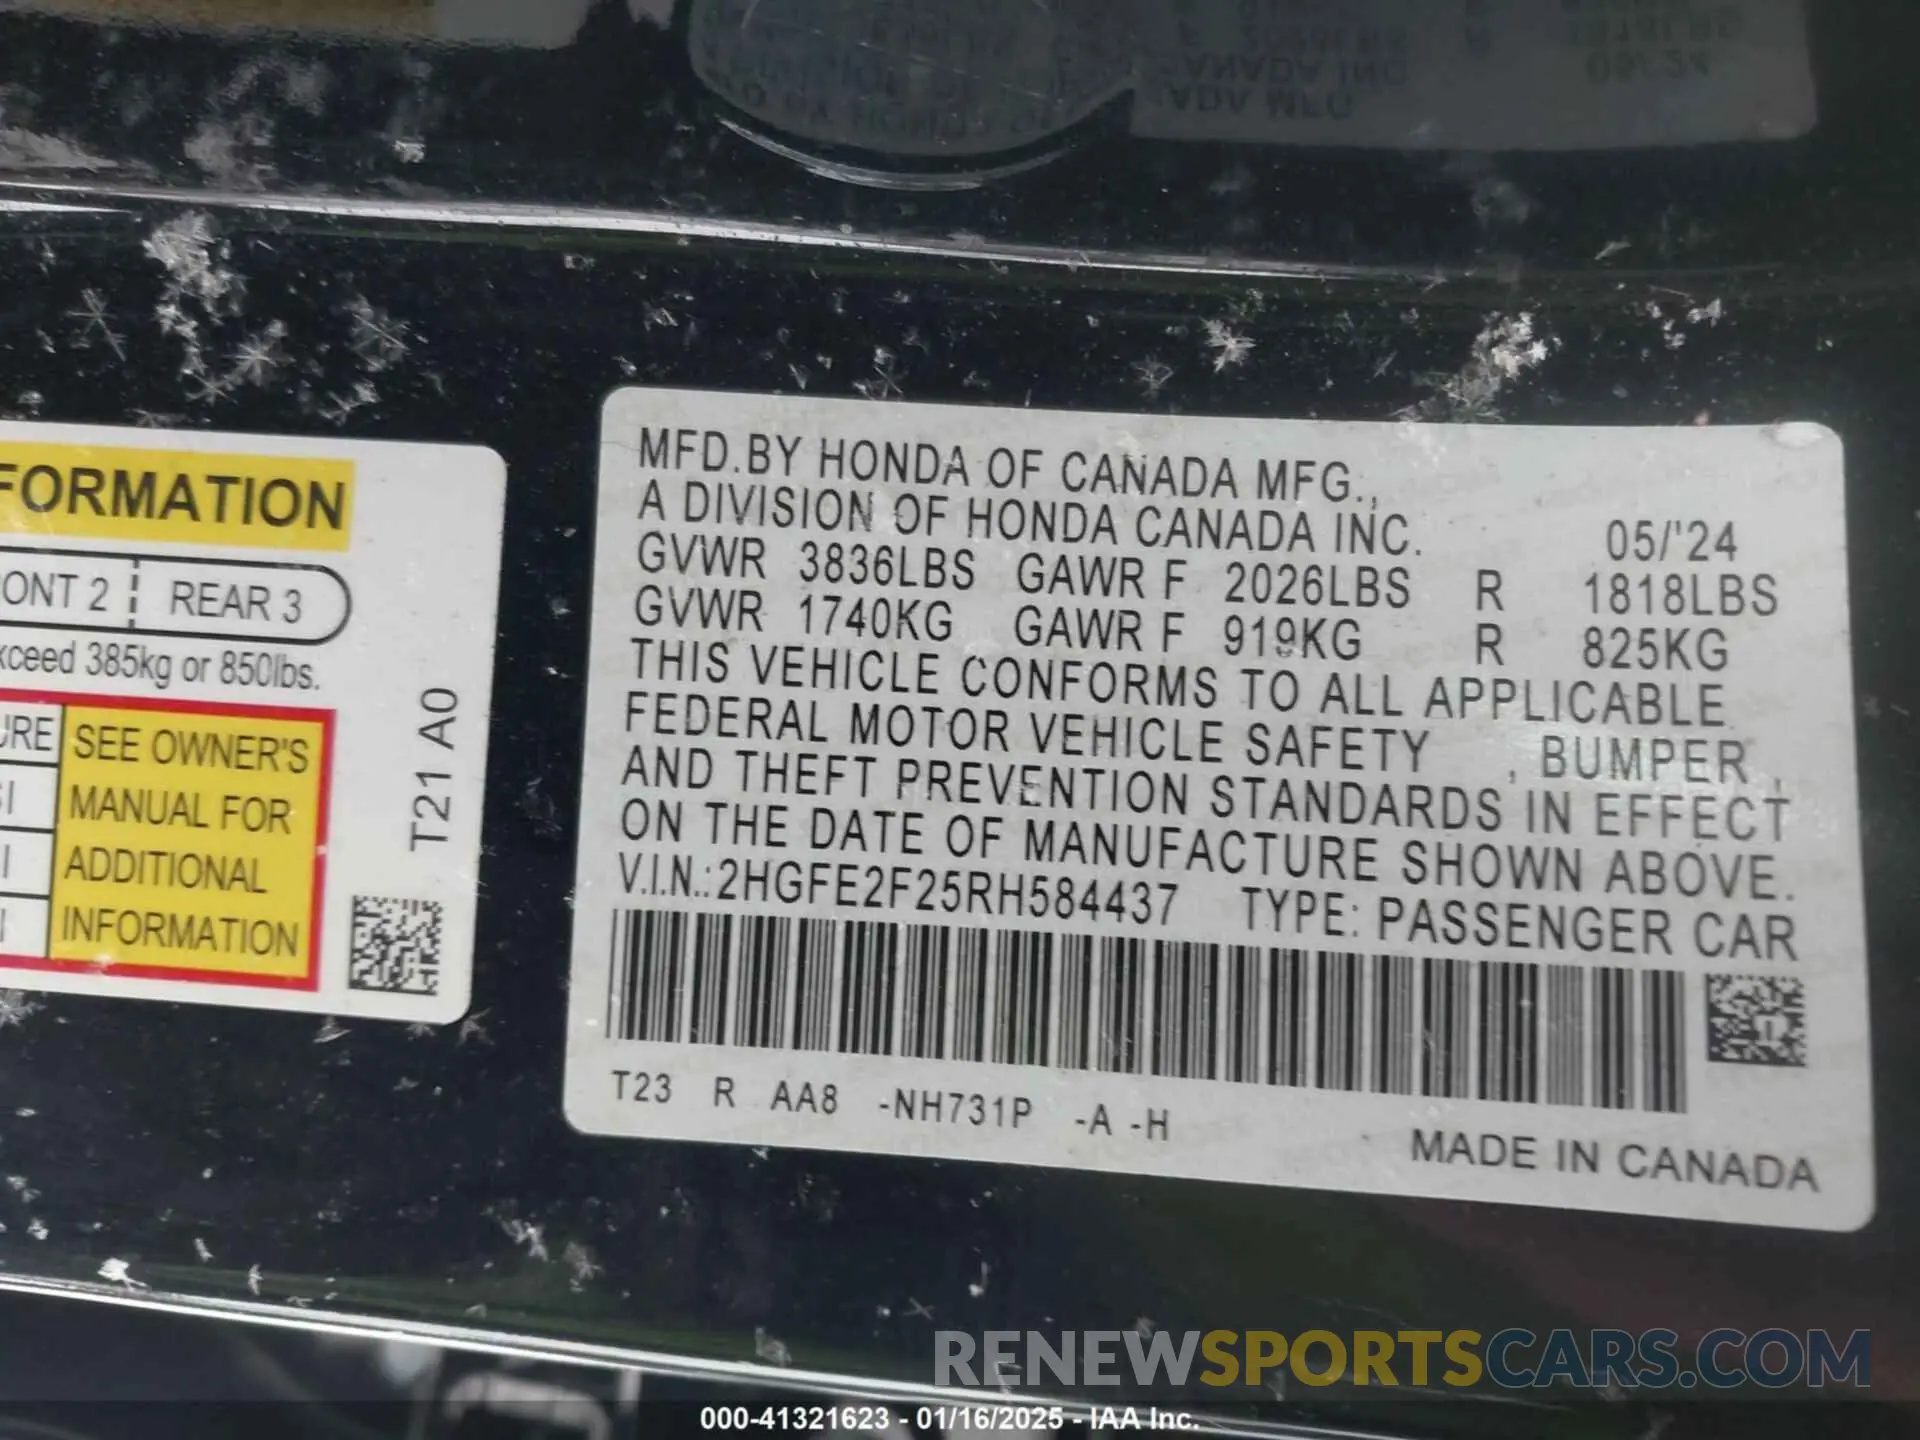 FORMATION
ONT 2 REAR 3
xceed 385kg or 850lbs.
URE
SEE OWNER'S
MANUAL FOR
ADDITIONAL
INFORMATION
T21 A0
MFD.BY HONDA OF CANADA MFG.,
A DIVISION OF HONDA CANADA INC. 05/'24
GVWR 3836LBS GAWR F 2026LBS R 1818LBS
GVWR 1740KG GAWR F 919KG R 825KG
THIS VEHICLE CONFORMS TO ALL APPLICABLE
FEDERAL MOTOR VEHICLE SAFETY , BUMPER ,
AND THEFT PREVENTION STANDARDS IN EFFECT
ON THE DATE OF MANUFACTURE SHOWN ABOVE.
V.I.N.:2HGFE2F25RH584437 TYPE: PASSENGER CAR
T23 R AA8 -NH731P -A -H
MADE IN CANADA
RENEWSPORTSCARS.COM
000-41321623 - 01/16/2025 - IAA Inc.